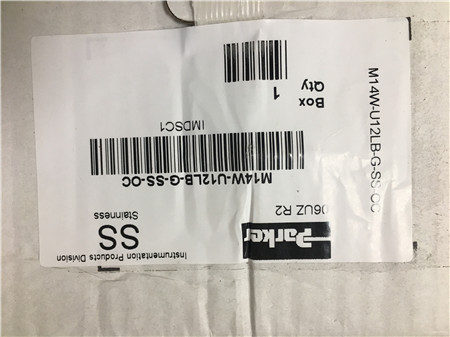 Instrumentation Products Division
Parker
SS
Stainness
06UZ R2
M14W-U12LB-G-SS-OC
IMDSC1
Box
Qty 1
M14W-U12LB-G-SS-OC